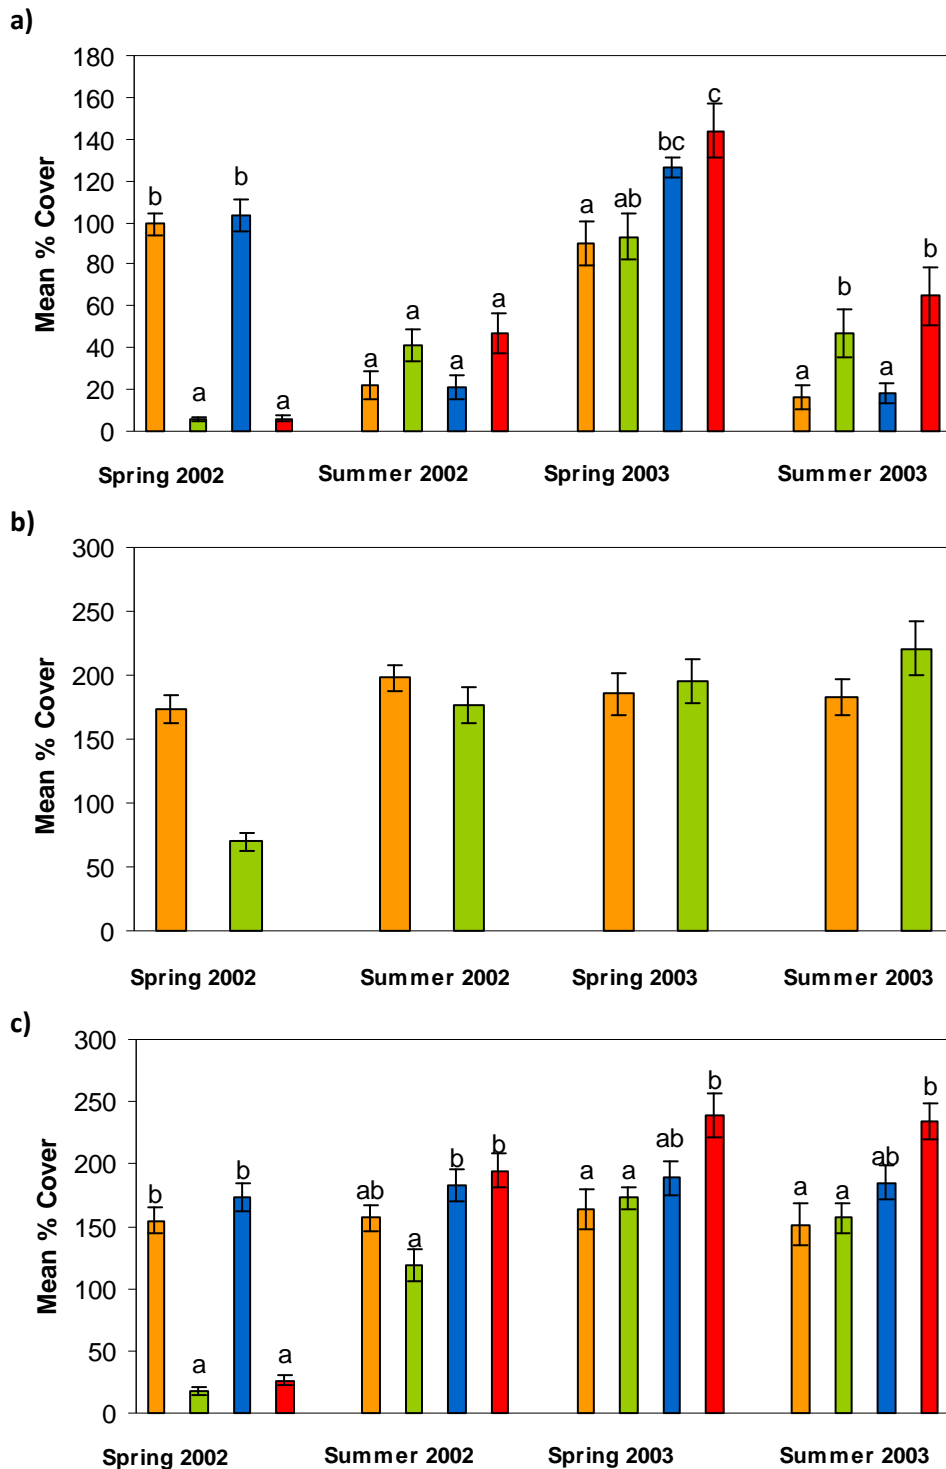 a)
180
160
140
120
100
80
60
40
20
0
Mean % Cover
b a b a
a a a a
a ab bc c
a b a b
Spring 2002 Summer 2002 Spring 2003 Summer 2003
b)
300
250
200
150
100
50
0
Mean % Cover
Spring 2002 Summer 2002 Spring 2003 Summer 2003
c)
300
250
200
150
100
50
0
Mean % Cover
b a b a
ab a b b
a a ab b
a a ab b
Spring 2002 Summer 2002 Spring 2003 Summer 2003